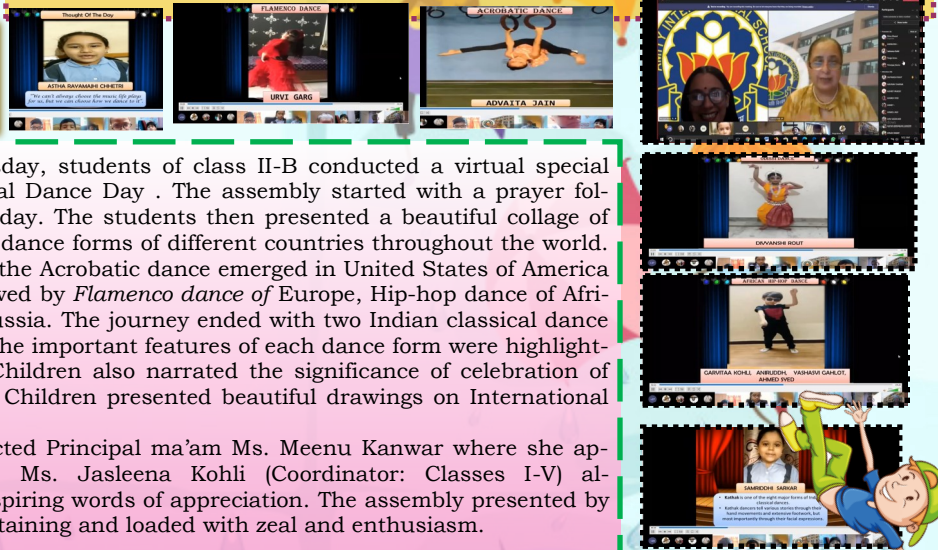 Thought Of The Day
ASTHA RAYAMAJHI CHHETRI
"We can't always choose the music life plays
for us, but we can choose how we dance to it".
FLAMENCO DANCE
URVI GARG
ACROBATIC DANCE
ADVAITA JAIN
sday, students of class II-B conducted a virtual special
al Dance Day . The assembly started with a prayer fol-
day. The students then presented a beautiful collage of
dance forms of different countries throughout the world.
the Acrobatic dance emerged in United States of America
wed by Flamenco dance of Europe, Hip-hop dance of Afri-
ussia. The journey ended with two Indian classical dance
he important features of each dance form were highlight-
Children also narrated the significance of celebration of
Children presented beautiful drawings on International
cted Principal ma'am Ms. Meenu Kanwar where she ap-
Ms. Jasleena Kohli (Coordinator: Classes I-V) al-
spiring words of appreciation. The assembly presented by
taining and loaded with zeal and enthusiasm.
DIVYANSHI ROUT
AFRICAN HIP-HOP DANCE
GARVITAA KOHLI, ANIRUDDH, YASHASVI GAHLOT,
AHMED SYED
SAMRIDDHI SARKAR
• Kathak is one of the eight major forms of
classical dances.
• Kathak dancers tell various stories through their
hand movements and extensive footwork, but
most importantly through their facial expressions.